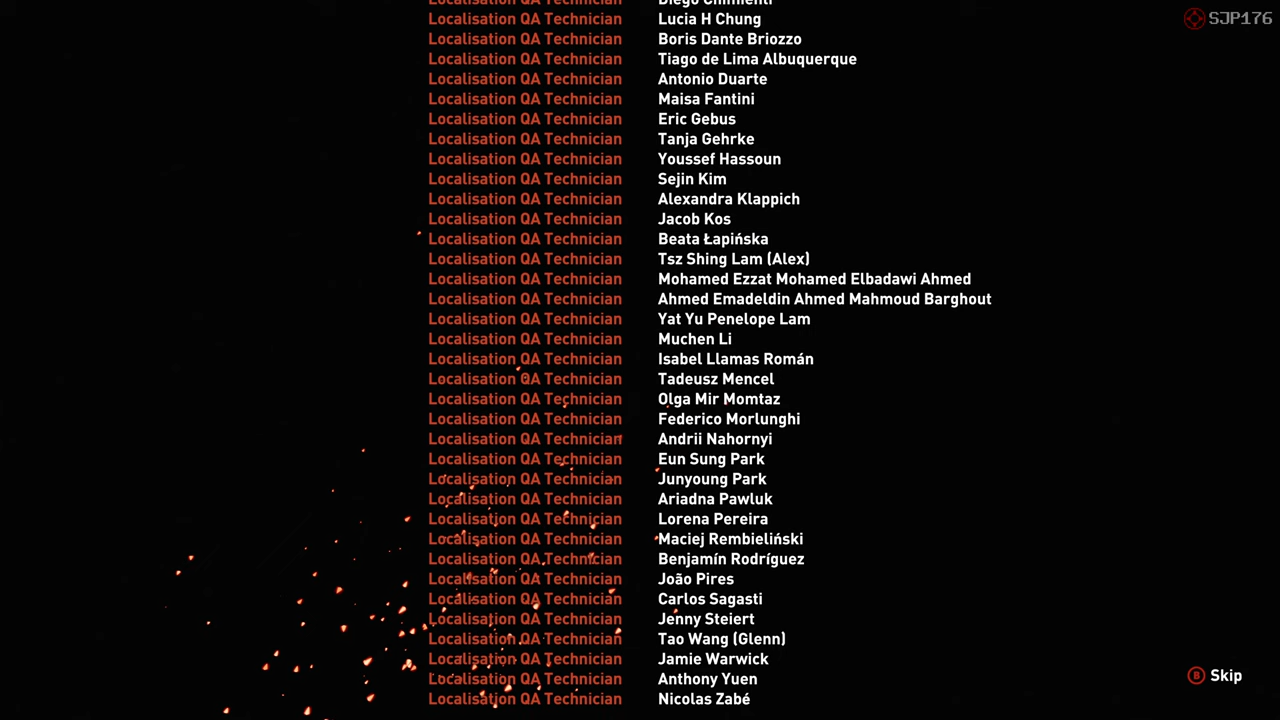 Diego Chimienti
SJP176
Localisation QA Technician Lucia H Chung
Localisation QA Technician Boris Dante Briozzo
Localisation QA Technician Tiago de Lima Albuquerque
Localisation QA Technician Antonio Duarte
Localisation QA Technician Maisa Fantini
Localisation QA Technician Eric Gebus
Localisation QA Technician Tanja Gehrke
Localisation QA Technician Youssef Hassoun
Localisation QA Technician Sejin Kim
Localisation QA Technician Alexandra Klappich
Localisation QA Technician Jacob Kos
Localisation QA Technician Beata Łapińska
Localisation QA Technician Tsz Shing Lam (Alex)
Localisation QA Technician Mohamed Ezzat Mohamed Elbadawi Ahmed
Localisation QA Technician Ahmed Emadeldin Ahmed Mahmoud Barghout
Localisation QA Technician Yat Yu Penelope Lam
Localisation QA Technician Muchen Li
Localisation QA Technician Isabel Llamas Román
Localisation QA Technician Tadeusz Mencel
Localisation QA Technician Olga Mir Momtaz
Localisation QA Technician Federico Morlunghi
Localisation QA Technician Andrii Nahornyi
Localisation QA Technician Eun Sung Park
Localisation QA Technician Junyoung Park
Localisation QA Technician Ariadna Pawluk
Localisation QA Technician Lorena Pereira
Localisation QA Technician Maciej Rembieliński
Localisation QA Technician Benjamín Rodríguez
Localisation QA Technician João Pires
Localisation QA Technician Carlos Sagasti
Localisation QA Technician Jenny Steiert
Localisation QA Technician Tao Wang (Glenn)
Localisation QA Technician Jamie Warwick
Localisation QA Technician Anthony Yuen
Localisation QA Technician Nicolas Zabé
B Skip